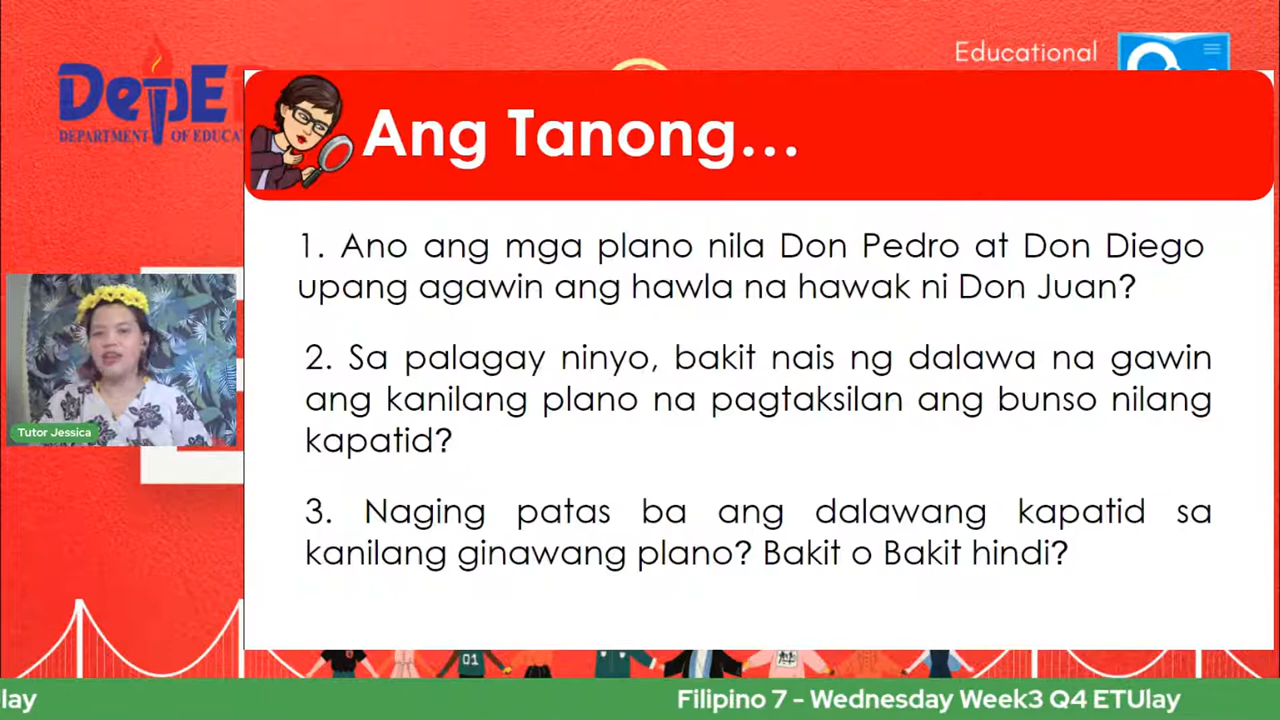 Educational
DepE
DEPARTMENT OF EDUCA
Ang Tanong...
1. Ano ang mga plano nila Don Pedro at Don Diego
upang agawin ang hawla na hawak ni Don Juan?
2. Sa palagay ninyo, bakit nais ng dalawa na gawin
ang kanilang plano na pagtaksilan ang bunso nilang
kapatid?
3. Naging patas ba ang dalawang kapatid sa
kanilang ginawang plano? Bakit o Bakit hindi?
Tutor Jessica
01
lay
Filipino 7 - Wednesday Week3 Q4 ETUlay